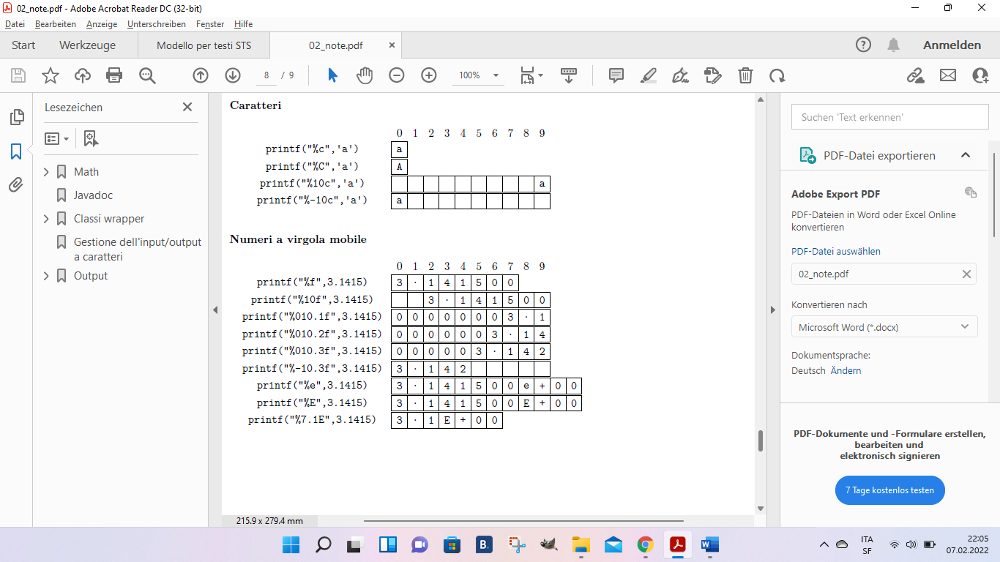 02_note.pdf - Adobe Acrobat Reader DC (32-bit)
Datei Bearbeiten Anzeige Unterschreiben Fenster Hilfe
Start Werkzeuge Modello per testi STS 02_note.pdf Anmelden
8 / 9 100%
Lesezeichen
Math
Javadoc
Classi wrapper
Gestione dell'input/output
a caratteri
Output
Caratteri
0 1 2 3 4 5 6 7 8 9
printf("%c",'a') a
printf("%C",'a') A
printf("%10c",'a') a
printf("%-10c",'a') a
Numeri a virgola mobile
0 1 2 3 4 5 6 7 8 9
printf("%f",3.1415) 3 . 1 4 1 5 0 0
printf("%10f",3.1415) 3 . 1 4 1 5 0 0
printf("%010.1f",3.1415) 0 0 0 0 0 0 0 3 . 1
printf("%010.2f",3.1415) 0 0 0 0 0 0 3 . 1 4
printf("%010.3f",3.1415) 0 0 0 0 0 3 . 1 4 2
printf("%-10.3f",3.1415) 3 . 1 4 2
printf("%e",3.1415) 3 . 1 4 1 5 0 0 e + 0 0
printf("%E",3.1415) 3 . 1 4 1 5 0 0 E + 0 0
printf("%7.1E",3.1415) 3 . 1 E + 0 0
215.9 x 279.4 mm
Suchen 'Text erkennen'
PDF-Datei exportieren
Adobe Export PDF
PDF-Dateien in Word oder Excel Online
konvertieren
PDF-Datei auswählen
02_note.pdf
Konvertieren nach
Microsoft Word (*.docx)
Dokumentsprache:
Deutsch Ändern
PDF-Dokumente und -Formulare erstellen,
bearbeiten und
elektronisch signieren
7 Tage kostenlos testen
ITA
SF
22:05
07.02.2022